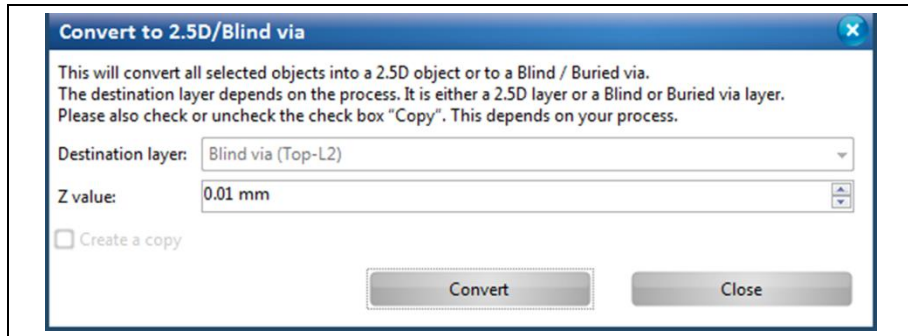 Convert to 2.5D/Blind via
This will convert all selected objects into a 2.5D object or to a Blind / Buried via.
The destination layer depends on the process. It is either a 2.5D layer or a Blind or Buried via layer.
Please also check or uncheck the check box “Copy”. This depends on your process.
Destination layer: Blind via (Top-L2)
Z value: 0.01 mm
Create a copy
Convert Close